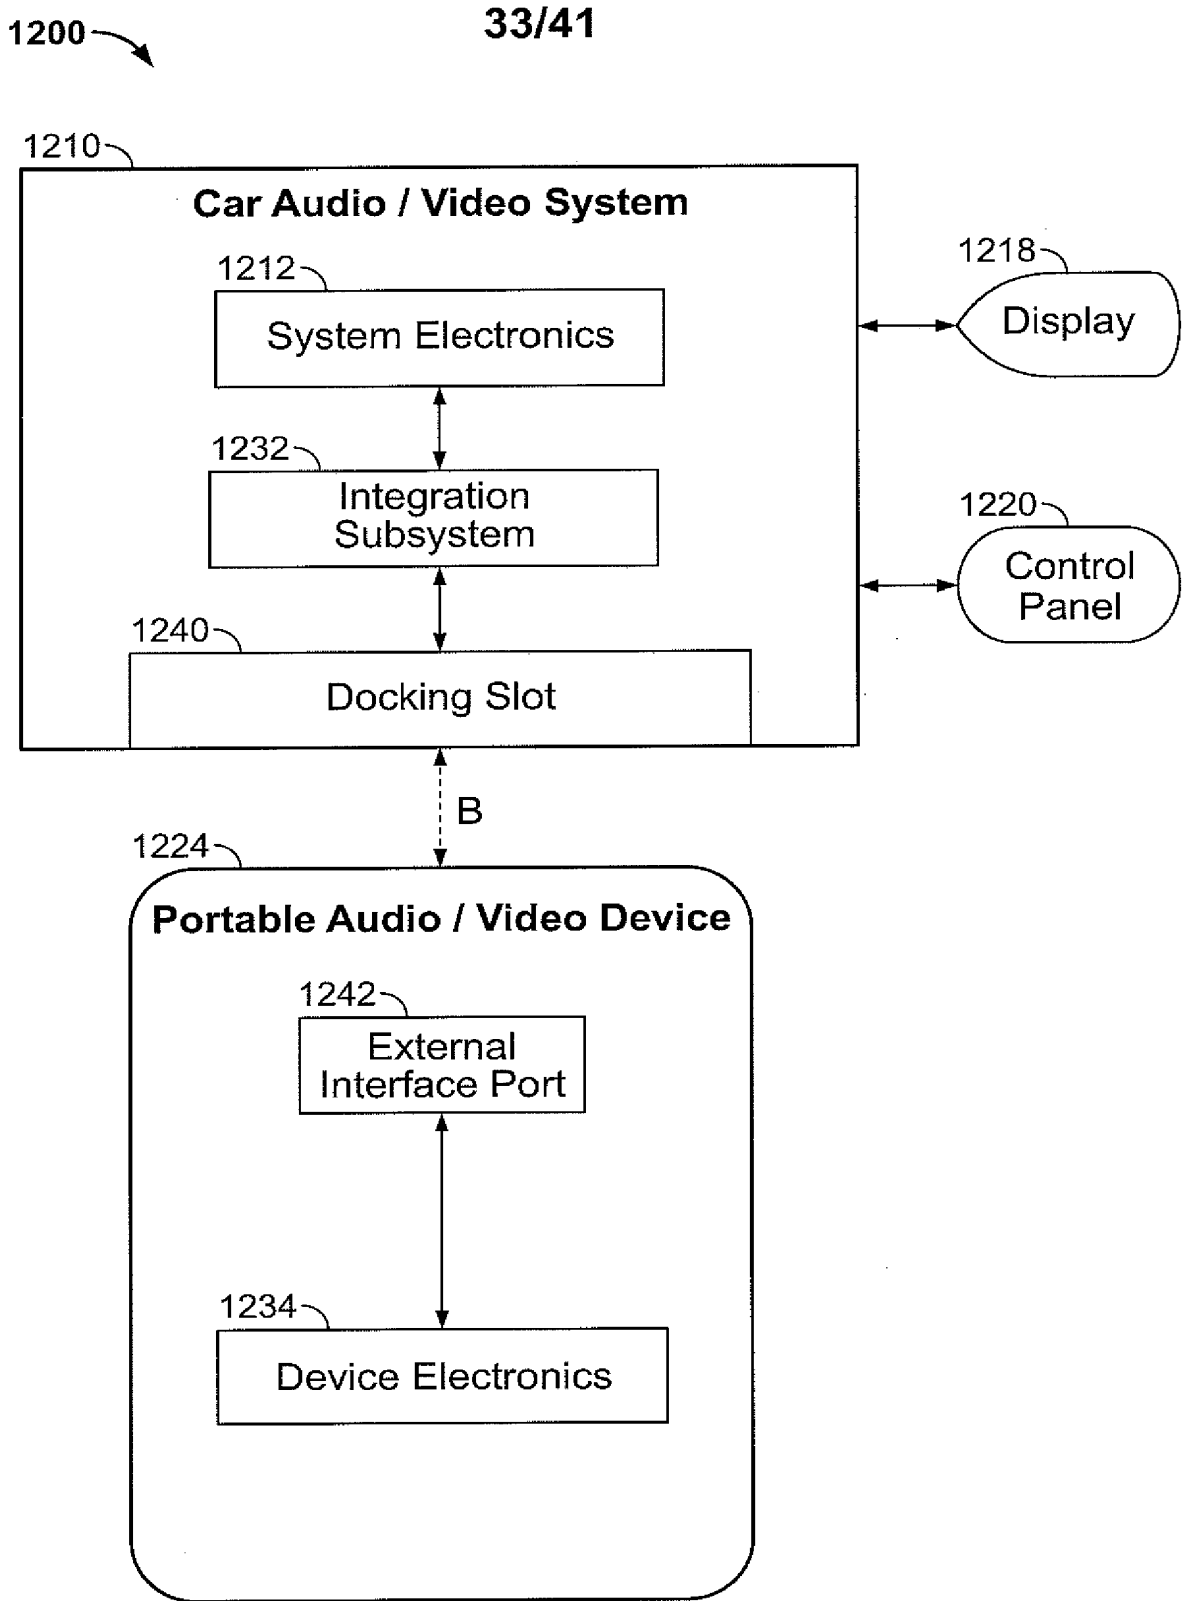 33/41
1200
1210
Car Audio / Video System
1212
System Electronics
1218
Display
1232
Integration
Subsystem
1220
Control
Panel
1240
Docking Slot
B
1224
Portable Audio / Video Device
1242
External
Interface Port
1234
Device Electronics